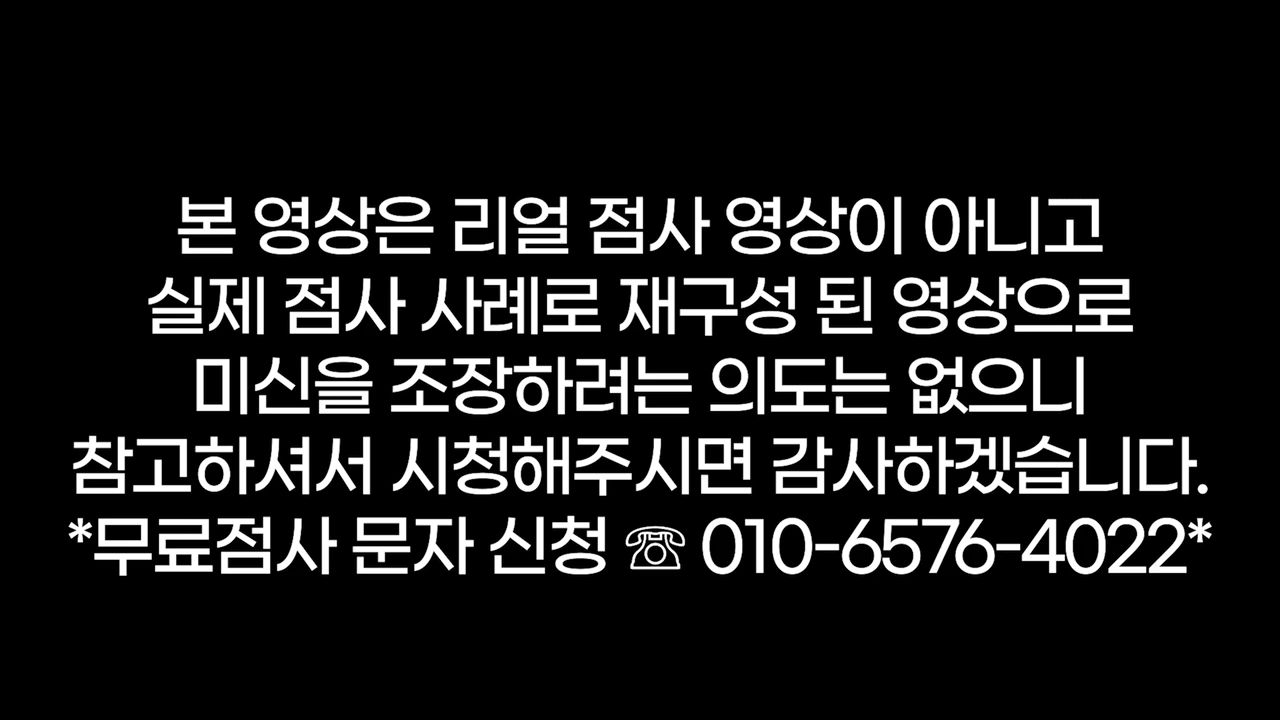 본 영상은 리얼 점사 영상이 아니고
실제 점사 사례로 재구성 된 영상으로
미신을 조장하려는 의도는 없으니
참고하셔서 시청해주시면 감사하겠습니다.
*무료점사 문자 신청 ☏ 010-6576-4022*